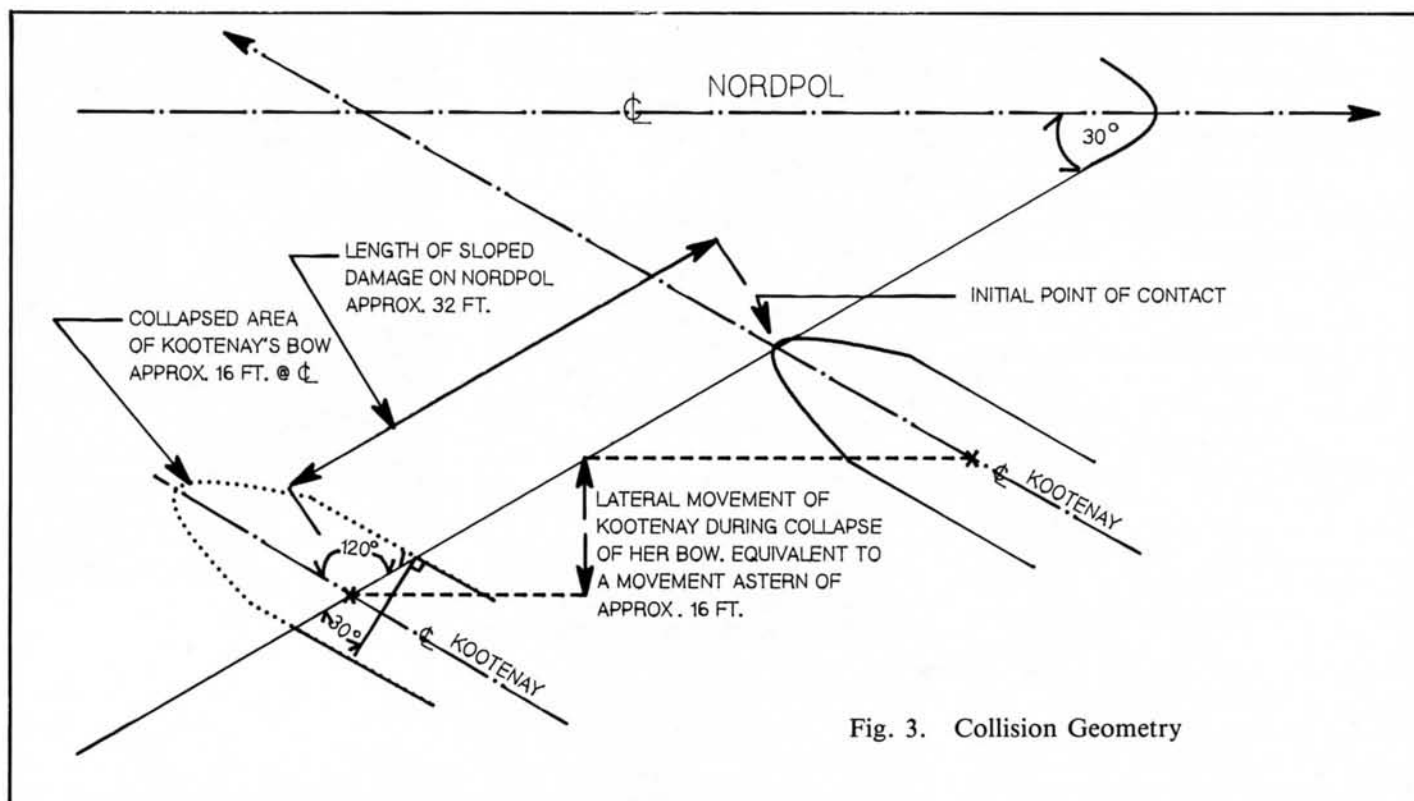 NORDPOL
℄
30°
LENGTH OF SLOPED
DAMAGE ON NORDPOL
APPROX. 32 FT.
INITIAL POINT OF CONTACT
COLLAPSED AREA
OF KOOTENAY'S BOW
APPROX. 16 FT. @ ℄
℄ KOOTENAY
LATERAL MOVEMENT OF
KOOTENAY DURING COLLAPSE
OF HER BOW. EQUIVALENT TO
A MOVEMENT ASTERN OF
APPROX. 16 FT.
120°
30°
℄ KOOTENAY
Fig. 3. Collision Geometry